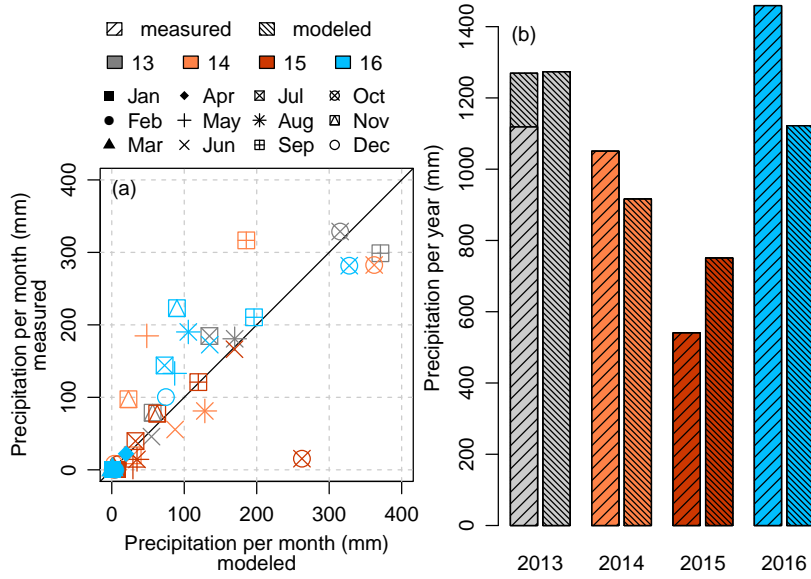 measured modeled
13 14 15 16
Jan Apr Jul Oct
Feb May Aug Nov
Mar Jun Sep Dec
(a)
Precipitation per month (mm)
measured
400
300
200
100
0
0 100 200 300 400
Precipitation per month (mm)
modeled
(b)
Precipitation per year (mm)
1400
1200
1000
800
600
400
200
0
2013 2014 2015 2016